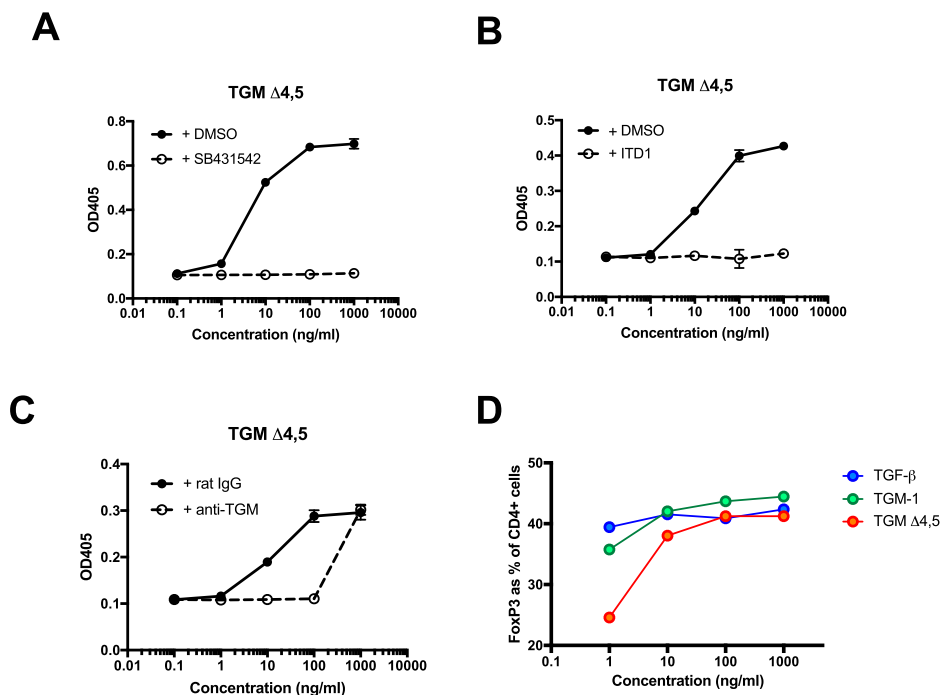 A
TGM Δ4,5
+ DMSO
+ SB431542
OD405
0.8
0.6
0.4
0.2
0.0
0.01 0.1 1 10 100 1000 10000
Concentration (ng/ml)
B
TGM Δ4,5
+ DMSO
+ ITD1
OD405
0.5
0.4
0.3
0.2
0.1
0.0
0.01 0.1 1 10 100 1000 10000
Concentration (ng/ml)
C
TGM Δ4,5
+ rat IgG
+ anti-TGM
OD405
0.4
0.3
0.2
0.1
0.0
0.01 0.1 1 10 100 1000 10000
Concentration (ng/ml)
D
FoxP3 as % of CD4+ cells
50
40
30
20
0.1 1 10 100 1000
Concentration (ng/ml)
TGF-β
TGM-1
TGM Δ4,5